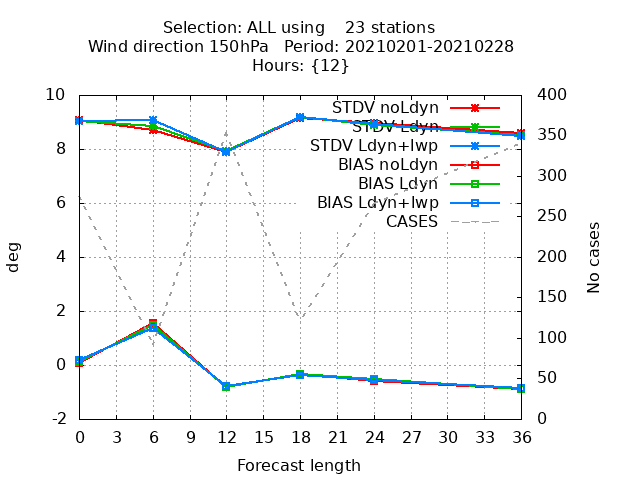 Selection: ALL using    23 stations
Wind direction 150hPa   Period: 20210201-20210228
Hours: {12}
STDV noLdyn
STDV Ldyn
STDV Ldyn+lwp
BIAS noLdyn
BIAS Ldyn
BIAS Ldyn+lwp
CASES
deg
10
8
6
4
2
0
-2
No cases
400
350
300
250
200
150
100
50
0
0 3 6 9 12 15 18 21 24 27 30 33 36
Forecast length